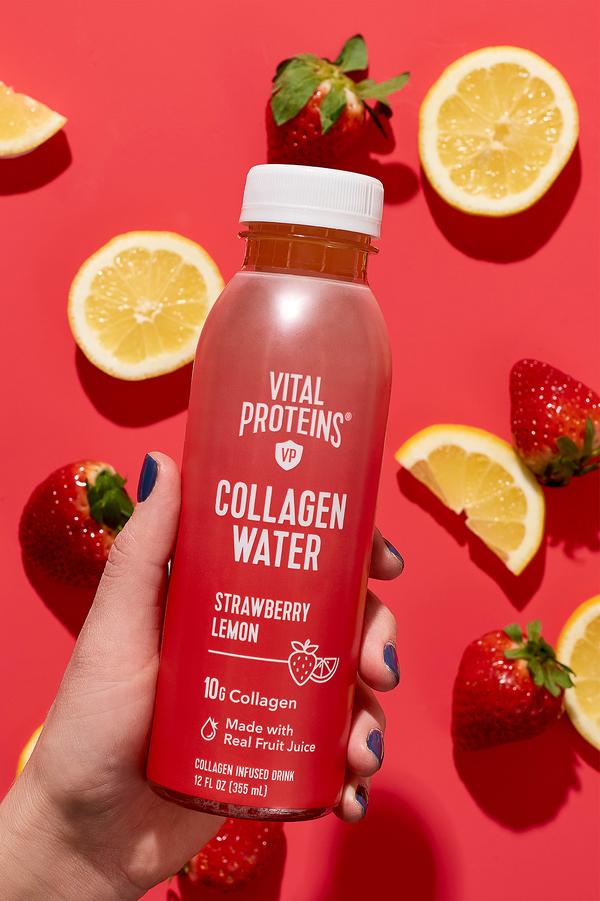 VITAL
PROTEINS®
VP
COLLAGEN
WATER
STRAWBERRY
LEMON
10G Collagen
Made with
Real Fruit Juice
COLLAGEN INFUSED DRINK
12 FL OZ (355 mL)